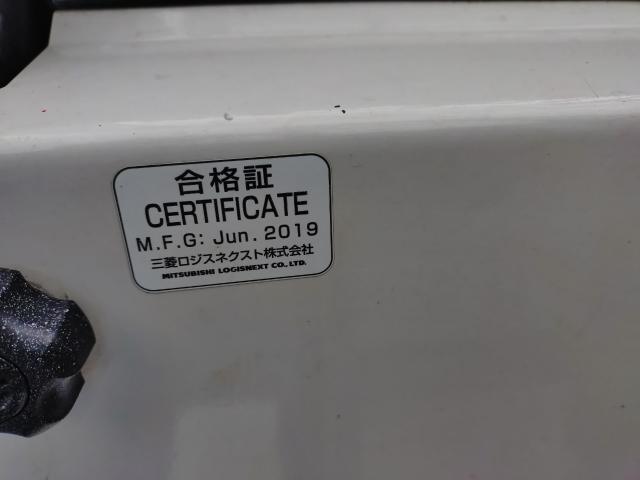 合格証
CERTIFICATE
M.F.G: Jun. 2019
三菱ロジスネクスト株式会社
MITSUBISHI LOGISNEXT CO., LTD.